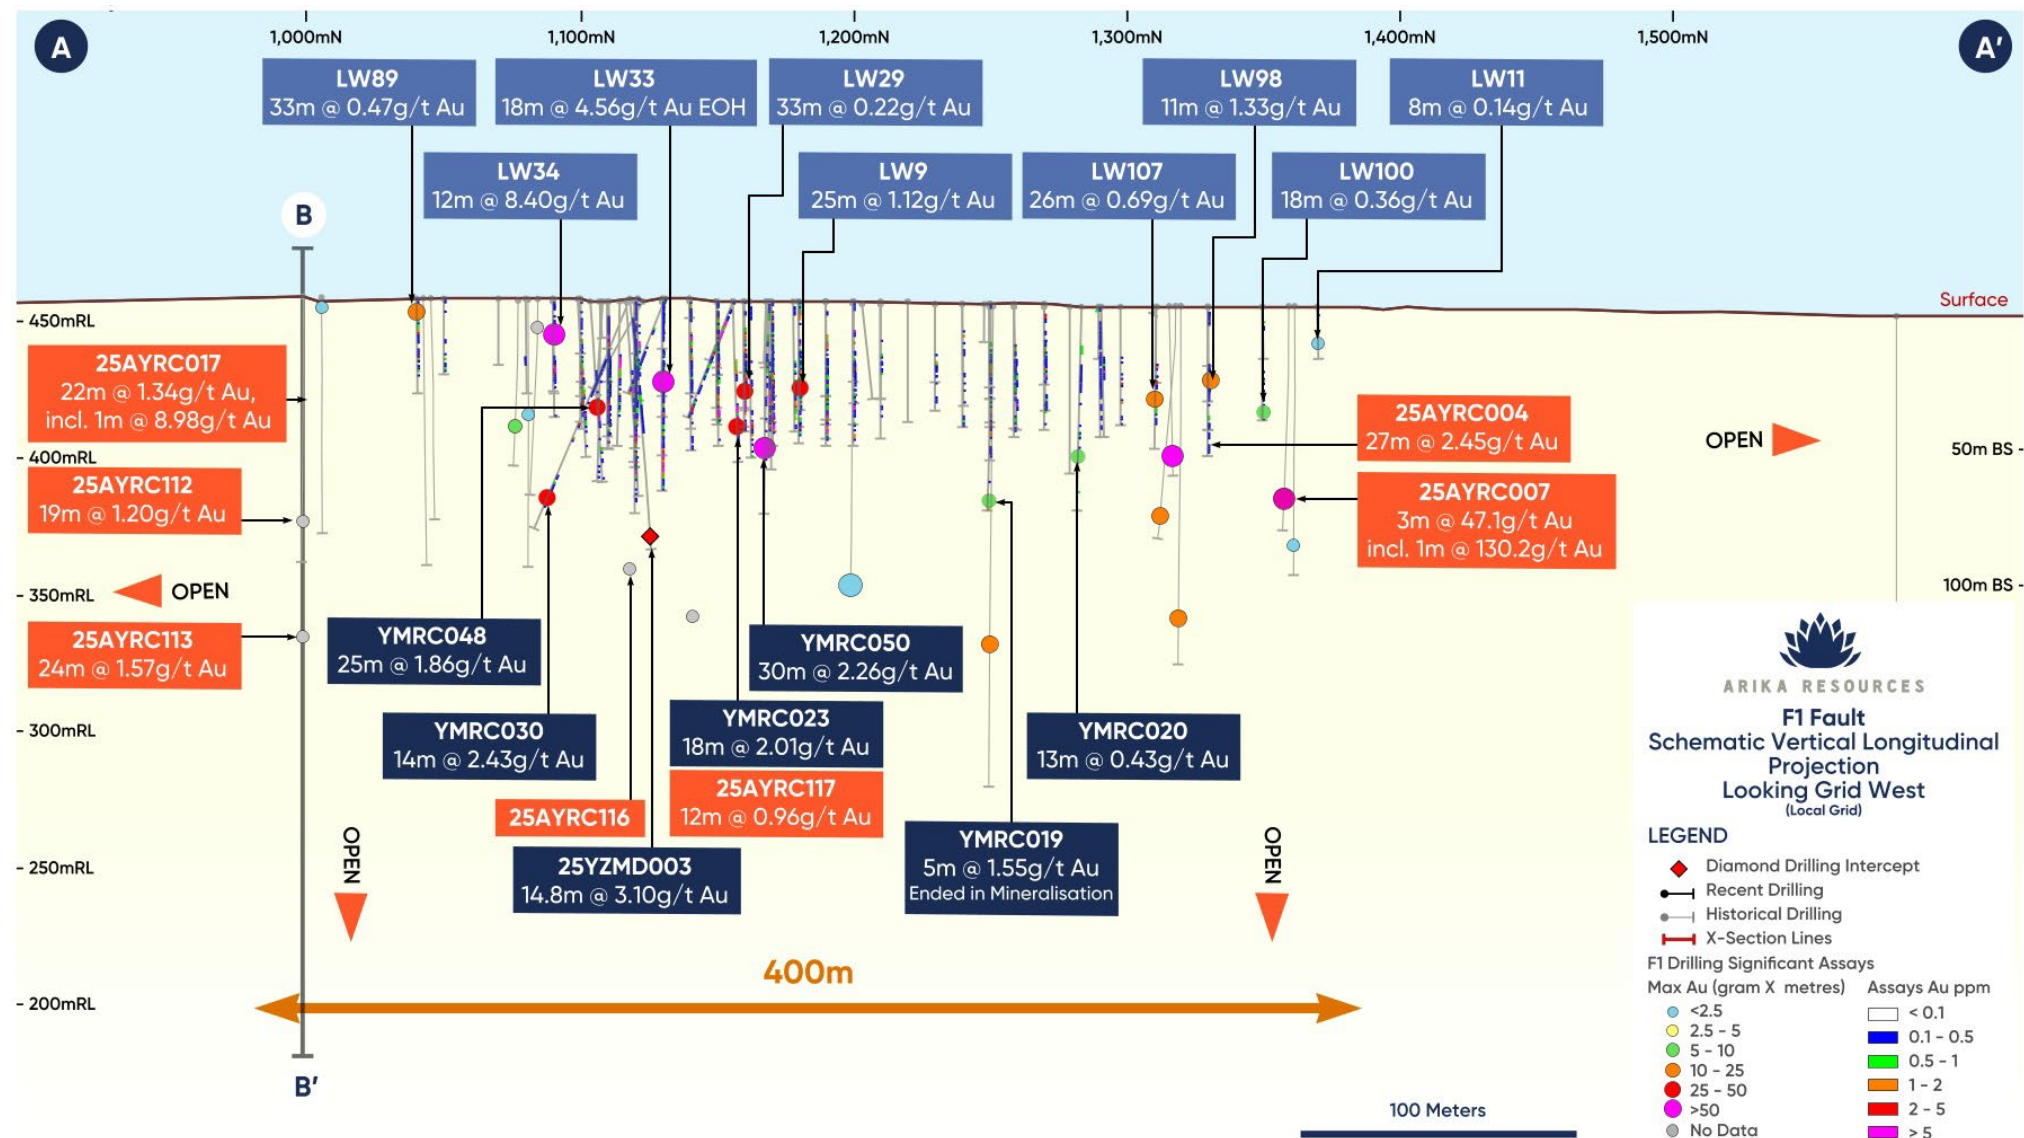 A
1,000mN
1,100mN
1,200mN
1,300mN
1,400mN
1,500mN
A'
LW89
33m @ 0.47g/t Au
LW33
18m @ 4.56g/t Au EOH
LW29
33m @ 0.22g/t Au
LW98
11m @ 1.33g/t Au
LW11
8m @ 0.14g/t Au
LW34
12m @ 8.40g/t Au
LW9
25m @ 1.12g/t Au
LW107
26m @ 0.69g/t Au
LW100
18m @ 0.36g/t Au
B
Surface
- 450mRL
25AYRC017
22m @ 1.34g/t Au,
incl. 1m @ 8.98g/t Au
25AYRC004
27m @ 2.45g/t Au
OPEN
- 400mRL
50m BS -
25AYRC112
19m @ 1.20g/t Au
25AYRC007
3m @ 47.1g/t Au
incl. 1m @ 130.2g/t Au
OPEN
- 350mRL
100m BS -
25AYRC113
24m @ 1.57g/t Au
YMRC048
25m @ 1.86g/t Au
YMRC050
30m @ 2.26g/t Au
YMRC030
14m @ 2.43g/t Au
YMRC023
18m @ 2.01g/t Au
YMRC020
13m @ 0.43g/t Au
- 300mRL
25AYRC116
25AYRC117
12m @ 0.96g/t Au
25YZMD003
14.8m @ 3.10g/t Au
YMRC019
5m @ 1.55g/t Au
Ended in Mineralisation
OPEN
OPEN
- 250mRL
400m
- 200mRL
B'
100 Meters
ARIKA RESOURCES
F1 Fault
Schematic Vertical Longitudinal
Projection
Looking Grid West
(Local Grid)
LEGEND
Diamond Drilling Intercept
Recent Drilling
Historical Drilling
X-Section Lines
F1 Drilling Significant Assays
Max Au (gram X metres)
<2.5
2.5 - 5
5 - 10
10 - 25
25 - 50
>50
No Data
Assays Au ppm
< 0.1
0.1 - 0.5
0.5 - 1
1 - 2
2 - 5
> 5